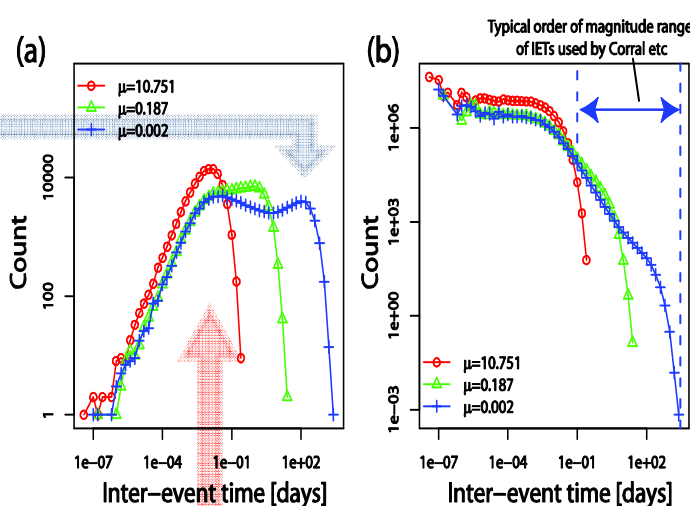 Typical order of magnitude range
of IETs used by Corral etc
(a)
(b)
μ=10.751
μ=0.187
μ=0.002
Count
1
100
10000
1e−07
1e−04
1e−01
1e+02
Inter−event time [days]
Count
1e−03
1e+00
1e+03
1e+06
μ=10.751
μ=0.187
μ=0.002
1e−07
1e−04
1e−01
1e+02
Inter−event time [days]